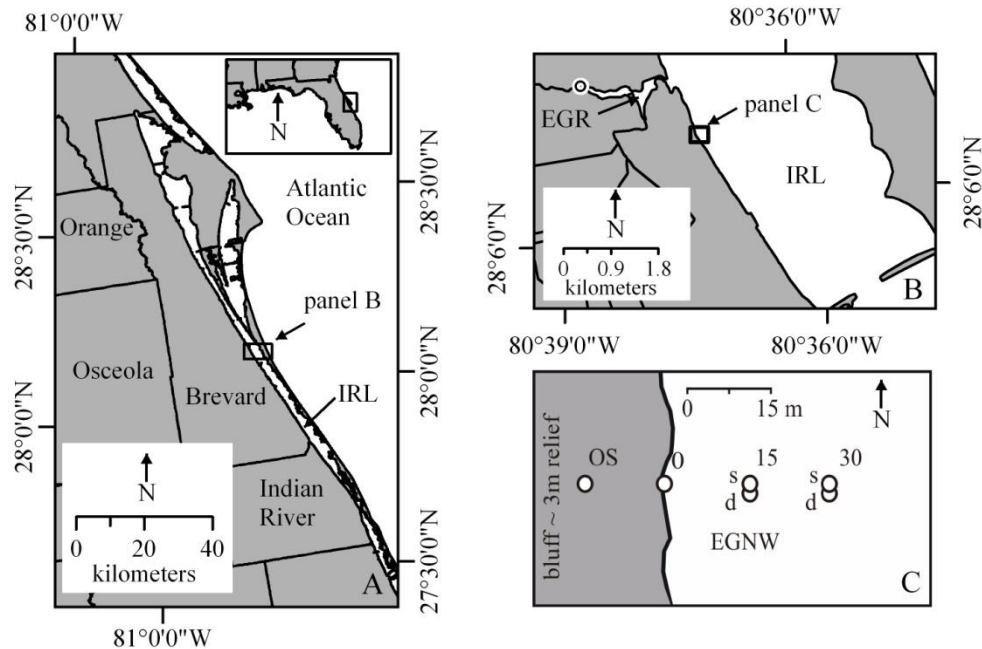 81°0'0"W
N
Atlantic
Ocean
28°30'0"N
28°30'0"N
Orange
panel B
Osceola
Brevard
IRL
28°0'0"N
28°0'0"N
N
0 20 40
kilometers
Indian
River
A
27°30'0"N
81°0'0"W
80°36'0"W
EGR
panel C
IRL
28°6'0"N
28°6'0"N
N
0 0.9 1.8
kilometers
B
80°39'0"W
80°36'0"W
0 15 m
N
bluff ~ 3m relief
OS
0
15
30
s
d
s
d
EGNW
C